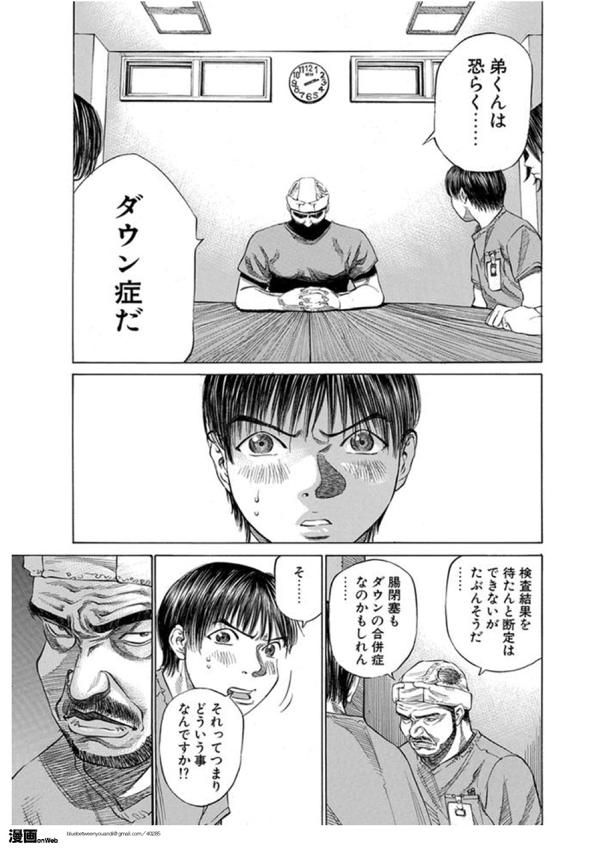 弟くんは
恐らく……
ダウン症だ
検査結果を
待たんと断定は
できないが
たぶんそうだ
……
腸閉塞も
ダウンの合併症
なのかもしれん
……
そ……
それってつまり
どういう事
なんですか!?
漫画onWeb
bluebetweenyouandi@gmail.com/40285